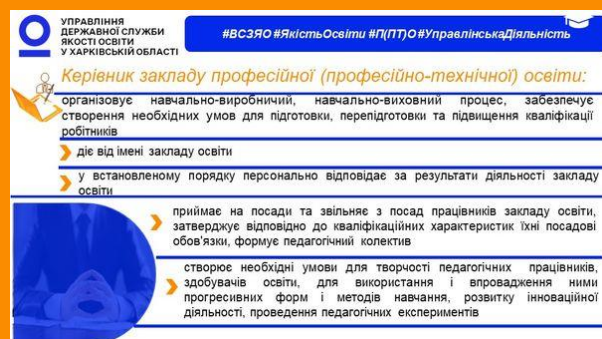 УПРАВЛІННЯ
ДЕРЖАВНОЇ СЛУЖБИ
ЯКОСТІ ОСВІТИ
У ХАРКІВСЬКІЙ ОБЛАСТІ
#ВСЗЯО #ЯкістьОсвіти #П(ПТ)О #УправлінськаДіяльність
Керівник закладу професійної (професійно-технічної) освіти:
організовує навчально-виробничий, навчально-виховний процес, забезпечує
створення необхідних умов для підготовки, перепідготовки та підвищення кваліфікації
робітників
діє від імені закладу освіти
у встановленому порядку персонально відповідає за результати діяльності закладу
освіти
приймає на посади та звільняє з посад працівників закладу освіти,
затверджує відповідно до кваліфікаційних характеристик їхні посадові
обов'язки, формує педагогічний колектив
створює необхідні умови для творчості педагогічних працівників,
здобувачів освіти, для використання і впровадження ними
прогресивних форм і методів навчання, розвитку інноваційної
діяльності, проведення педагогічних експериментів